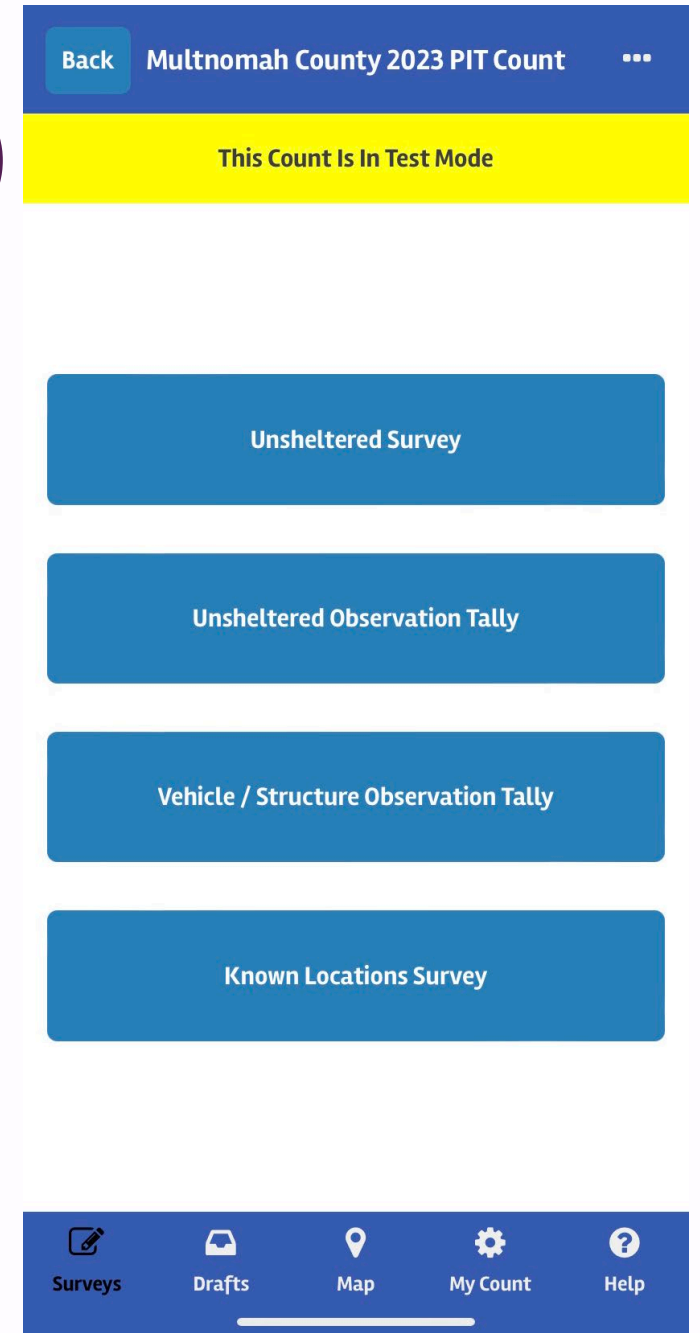 Back
Multnomah County 2023 PIT Count
This Count Is In Test Mode
Unsheltered Survey
Unsheltered Observation Tally
Vehicle / Structure Observation Tally
Known Locations Survey
Surveys
Drafts
Map
My Count
Help